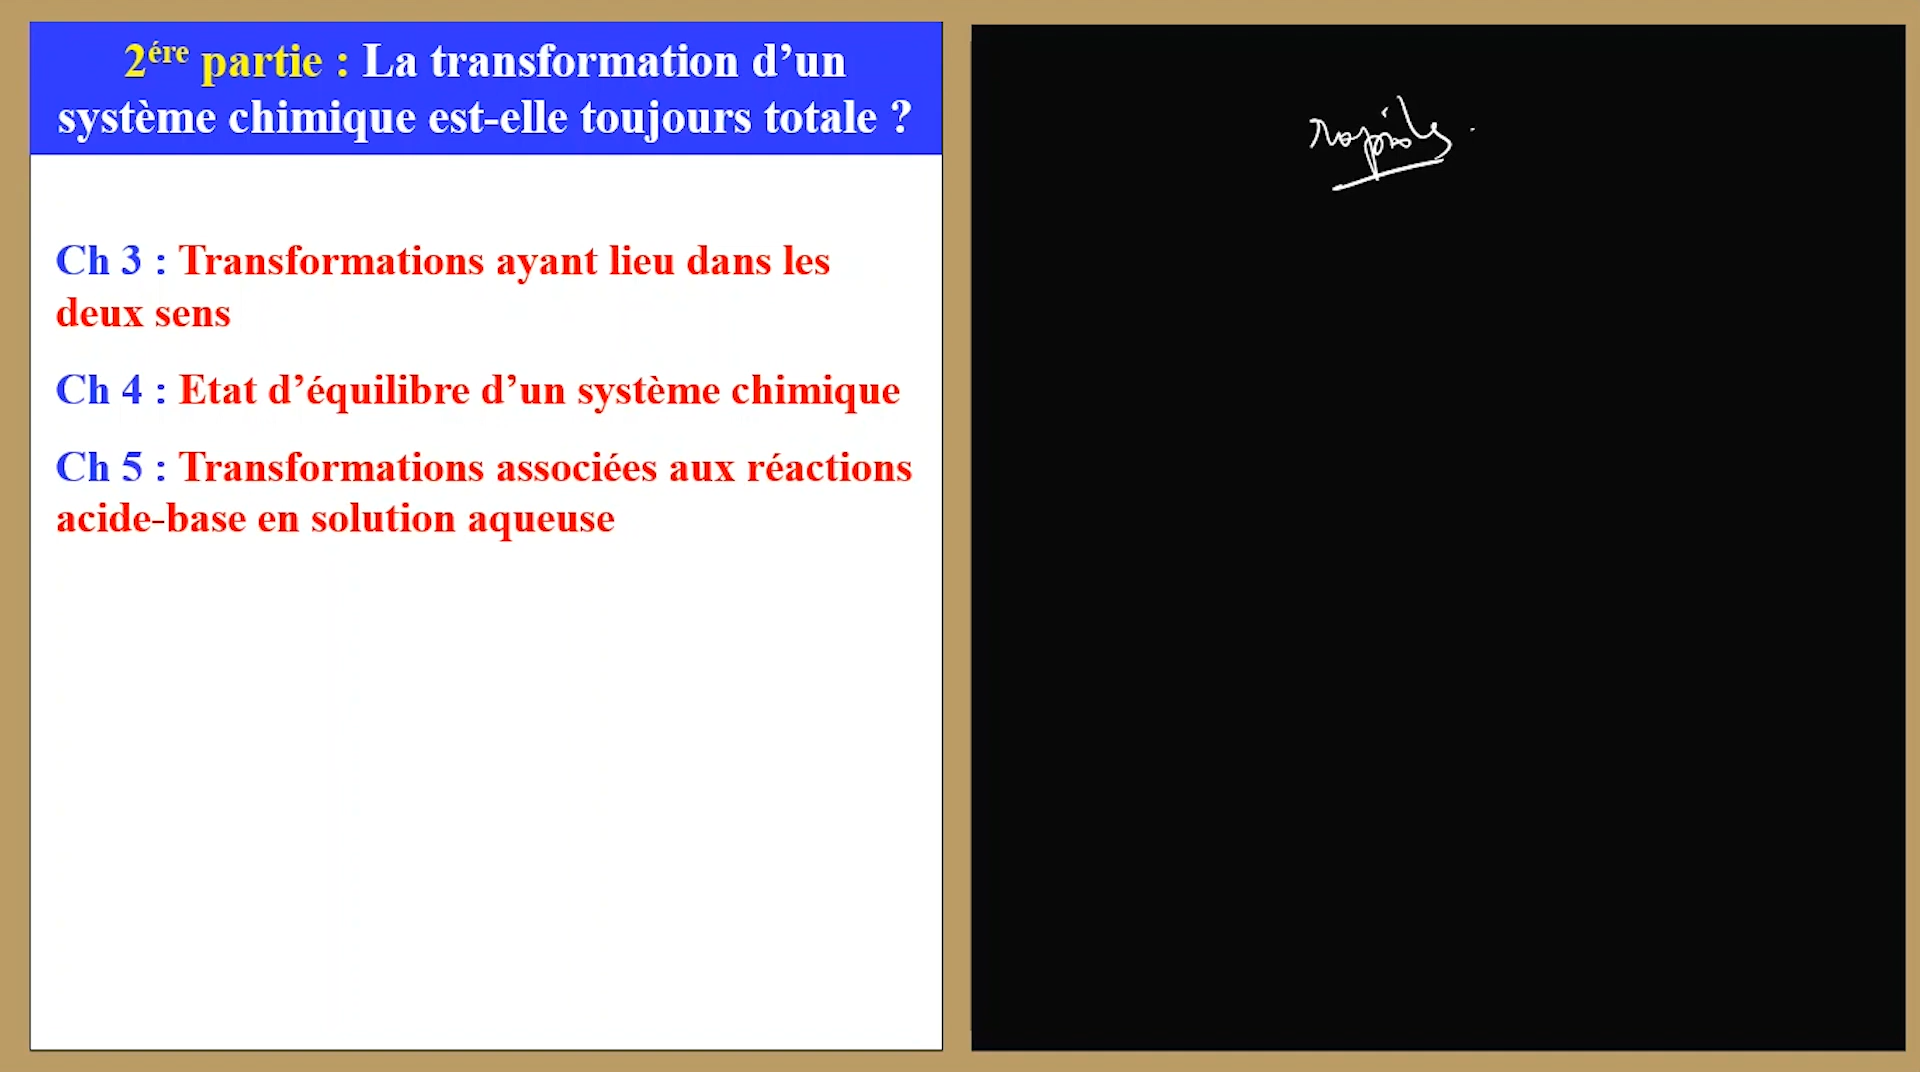 2ére partie : La transformation d’un
système chimique est-elle toujours totale ?
Ch 3 : Transformations ayant lieu dans les
deux sens
Ch 4 : Etat d’équilibre d’un système chimique
Ch 5 : Transformations associées aux réactions
acide-base en solution aqueuse